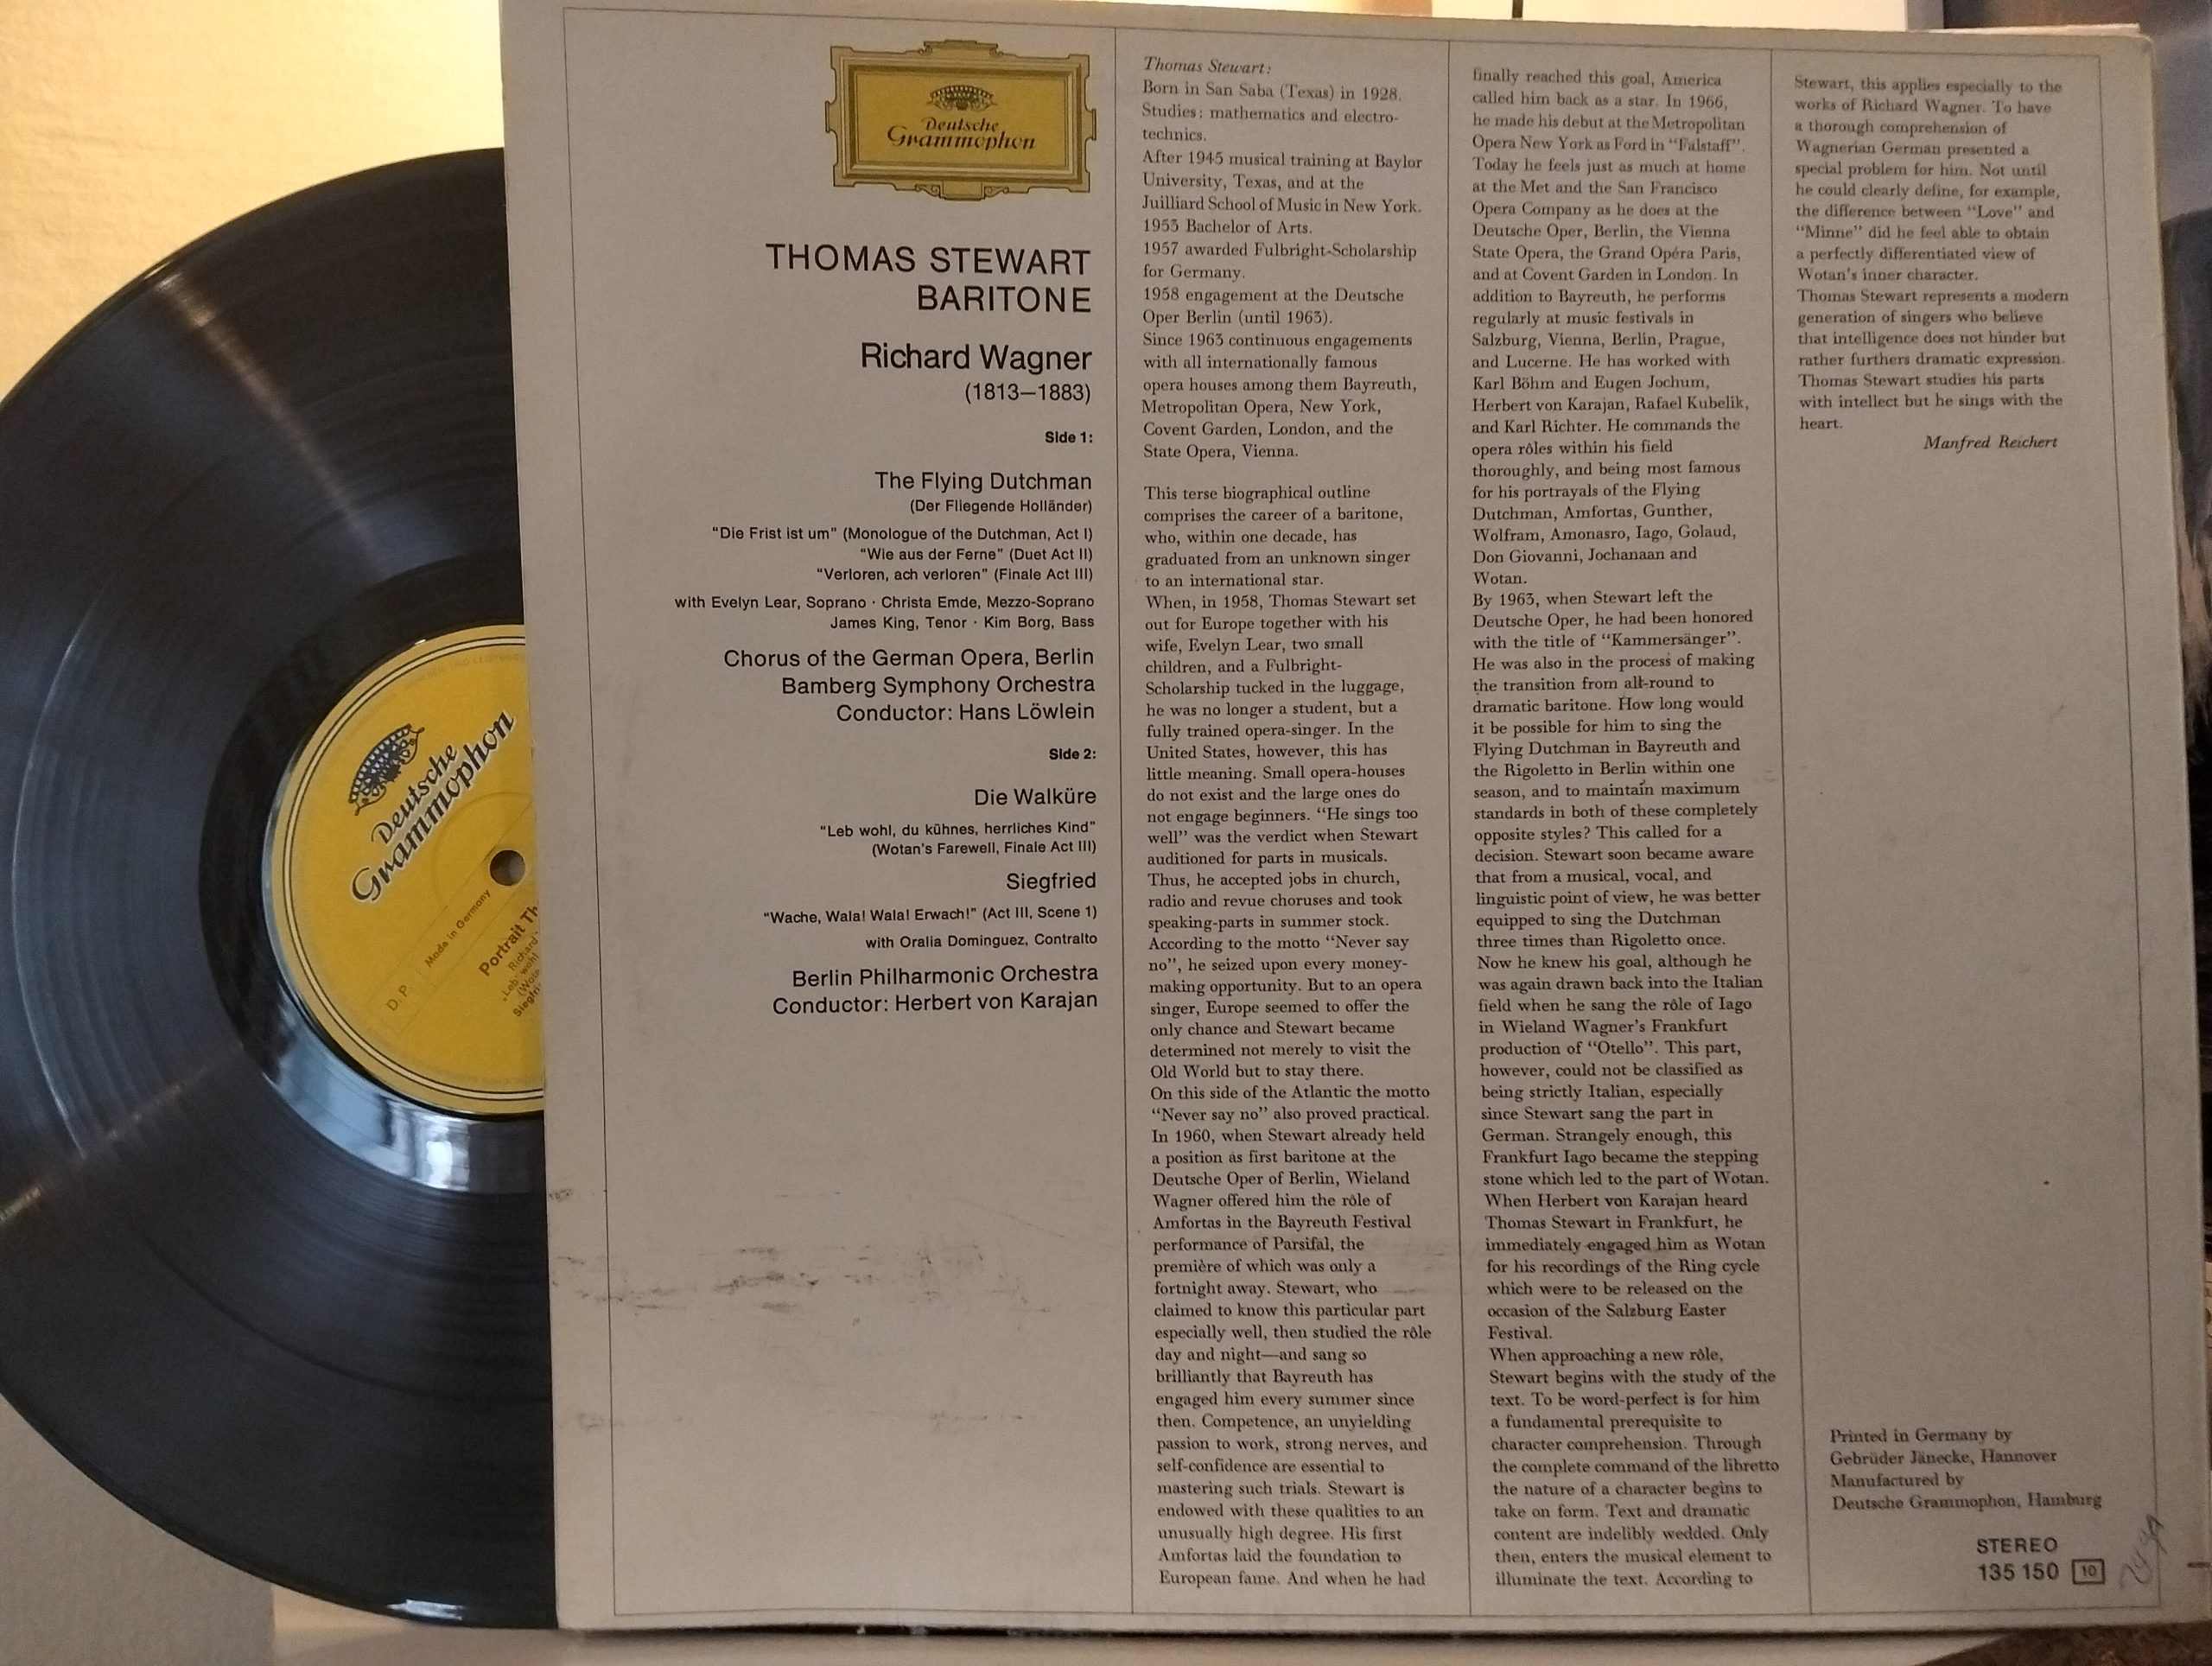 Deutsche
Grammophon
THOMAS STEWART
BARITONE
Richard Wagner
(1813—1883)
Side 1:
The Flying Dutchman
(Der Fliegende Holländer)
“Die Frist ist um” (Monologue of the Dutchman, Act I)
“Wie aus der Ferne” (Duet Act II)
“Verloren, ach verloren” (Finale Act III)
with Evelyn Lear, Soprano · Christa Emde, Mezzo-Soprano
James King, Tenor · Kim Borg, Bass
Chorus of the German Opera, Berlin
Bamberg Symphony Orchestra
Conductor: Hans Löwlein
Side 2:
Die Walküre
“Leb wohl, du kühnes, herrliches Kind”
(Wotan’s Farewell, Finale Act III)
Siegfried
“Wache, Wala! Wala! Erwach!” (Act III, Scene 1)
with Oralia Dominguez, Contralto
Berlin Philharmonic Orchestra
Conductor: Herbert von Karajan
Thomas Stewart:
Born in San Saba (Texas) in 1928.
Studies: mathematics and electro-
technics.
After 1945 musical training at Baylor
University, Texas, and at the
Juilliard School of Music in New York.
1953 Bachelor of Arts.
1957 awarded Fulbright-Scholarship
for Germany.
1958 engagement at the Deutsche
Oper Berlin (until 1963).
Since 1963 continuous engagements
with all internationally famous
opera houses among them Bayreuth,
Metropolitan Opera, New York,
Covent Garden, London, and the
State Opera, Vienna.
This terse biographical outline
comprises the career of a baritone,
who, within one decade, has
graduated from an unknown singer
to an international star.
When, in 1958, Thomas Stewart set
out for Europe together with his
wife, Evelyn Lear, two small
children, and a Fulbright-
Scholarship tucked in the luggage,
he was no longer a student, but a
fully trained opera-singer. In the
United States, however, this has
little meaning. Small opera-houses
do not exist and the large ones do
not engage beginners. “He sings too
well” was the verdict when Stewart
auditioned for parts in musicals.
Thus, he accepted jobs in church,
radio and revue choruses and took
speaking-parts in summer stock.
According to the motto “Never say
no”, he seized upon every money-
making opportunity. But to an opera
singer, Europe seemed to offer the
only chance and Stewart became
determined not merely to visit the
Old World but to stay there.
On this side of the Atlantic the motto
“Never say no” also proved practical.
In 1960, when Stewart already held
a position as first baritone at the
Deutsche Oper of Berlin, Wieland
Wagner offered him the rôle of
Amfortas in the Bayreuth Festival
performance of Parsifal, the
première of which was only a
fortnight away. Stewart, who
claimed to know this particular part
especially well, then studied the rôle
day and night—and sang so
brilliantly that Bayreuth has
engaged him every summer since
then. Competence, an unyielding
passion to work, strong nerves, and
self-confidence are essential to
mastering such trials. Stewart is
endowed with these qualities to an
unusually high degree. His first
Amfortas laid the foundation to
European fame. And when he had
finally reached this goal, America
called him back as a star. In 1966,
he made his debut at the Metropolitan
Opera New York as Ford in “Falstaff”.
Today he feels just as much at home
at the Met and the San Francisco
Opera Company as he does at the
Deutsche Oper, Berlin, the Vienna
State Opera, the Grand Opéra Paris,
and at Covent Garden in London. In
addition to Bayreuth, he performs
regularly at music festivals in
Salzburg, Vienna, Berlin, Prague,
and Lucerne. He has worked with
Karl Böhm and Eugen Jochum,
Herbert von Karajan, Rafael Kubelik,
and Karl Richter. He commands the
opera rôles within his field
thoroughly, and being most famous
for his portrayals of the Flying
Dutchman, Amfortas, Gunther,
Wolfram, Amonasro, Iago, Golaud,
Don Giovanni, Jochanaan and
Wotan.
By 1963, when Stewart left the
Deutsche Oper, he had been honored
with the title of “Kammersänger”.
He was also in the process of making
the transition from all-round to
dramatic baritone. How long would
it be possible for him to sing the
Flying Dutchman in Bayreuth and
the Rigoletto in Berlin within one
season, and to maintain maximum
standards in both of these completely
opposite styles? This called for a
decision. Stewart soon became aware
that from a musical, vocal, and
linguistic point of view, he was better
equipped to sing the Dutchman
three times than Rigoletto once.
Now he knew his goal, although he
was again drawn back into the Italian
field when he sang the rôle of Iago
in Wieland Wagner’s Frankfurt
production of “Otello”. This part,
however, could not be classified as
being strictly Italian, especially
since Stewart sang the part in
German. Strangely enough, this
Frankfurt Iago became the stepping
stone which led to the part of Wotan.
When Herbert von Karajan heard
Thomas Stewart in Frankfurt, he
immediately engaged him as Wotan
for his recordings of the Ring cycle
which were to be released on the
occasion of the Salzburg Easter
Festival.
When approaching a new rôle,
Stewart begins with the study of the
text. To be word-perfect is for him
a fundamental prerequisite to
character comprehension. Through
the complete command of the libretto
the nature of a character begins to
take on form. Text and dramatic
content are indelibly wedded. Only
then, enters the musical element to
illuminate the text. According to
Stewart, this applies especially to the
works of Richard Wagner. To have
a thorough comprehension of
Wagnerian German presented a
special problem for him. Not until
he could clearly define, for example,
the difference between “Love” and
“Minne” did he feel able to obtain
a perfectly differentiated view of
Wotan’s inner character.
Thomas Stewart represents a modern
generation of singers who believe
that intelligence does not hinder but
rather furthers dramatic expression.
Thomas Stewart studies his parts
with intellect but he sings with the
heart.
Manfred Reichert
Printed in Germany by
Gebrüder Jänecke, Hannover
Manufactured by
Deutsche Grammophon, Hamburg
STEREO
135 150 10
Deutsche
Grammophon
Made in Germany
D. P.
Portrait Th
Richard
„Leb wohl
(Wota
Siegfri